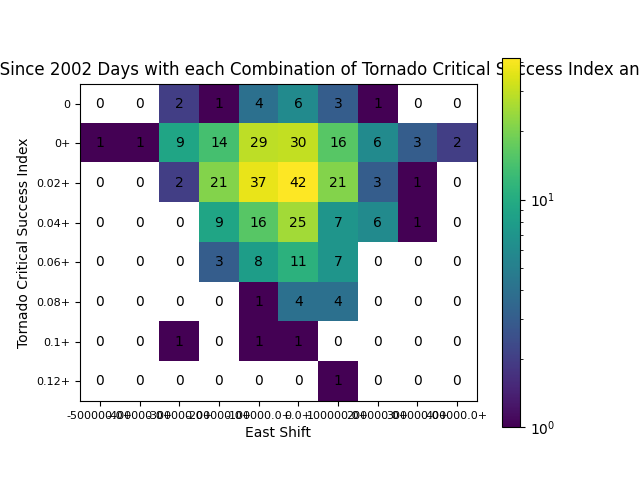 Since 2002 Days with each Combination of Tornado Critical Success Index an
0 0 0 2 1 4 6 3 1 0 0
0+ 1 1 9 14 29 30 16 6 3 2
0.02+ 0 0 2 21 37 42 21 3 1 0
0.04+ 0 0 0 9 16 25 7 6 1 0
0.06+ 0 0 0 3 8 11 7 0 0 0
0.08+ 0 0 0 0 1 4 4 0 0 0
0.1+ 0 0 1 0 1 1 0 0 0 0
0.12+ 0 0 0 0 0 0 1 0 0 0
Tornado Critical Success Index
East Shift
10¹
10⁰